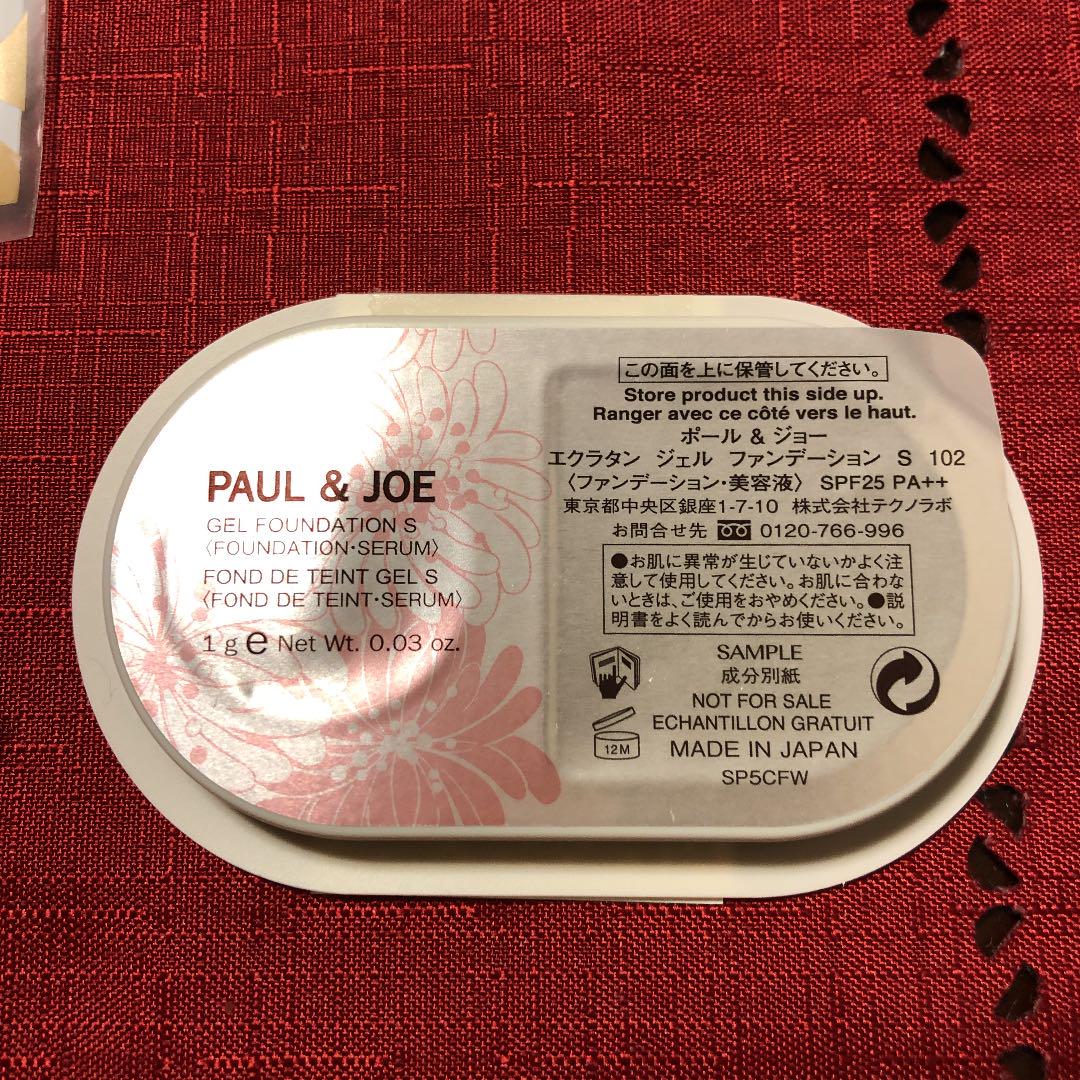 PAUL & JOE
GEL FOUNDATION S
〈FOUNDATION・SERUM〉
FOND DE TEINT GEL S
〈FOND DE TEINT・SERUM〉
1 g e Net Wt. 0.03 oz.
この面を上に保管してください。
Store product this side up.
Ranger avec ce côté vers le haut.
ポール & ジョー
エクラタン ジェル ファンデーション S 102
〈ファンデーション・美容液〉 SPF25 PA++
東京都中央区銀座1-7-10 株式会社テクノラボ
お問合せ先 0120-766-996
●お肌に異常が生じていないかよく注
意して使用してください。お肌に合わな
いときは、ご使用をおやめください。●説
明書をよく読んでからお使いください。
SAMPLE
成分別紙
NOT FOR SALE
ECHANTILLON GRATUIT
12M
MADE IN JAPAN
SP5CFW